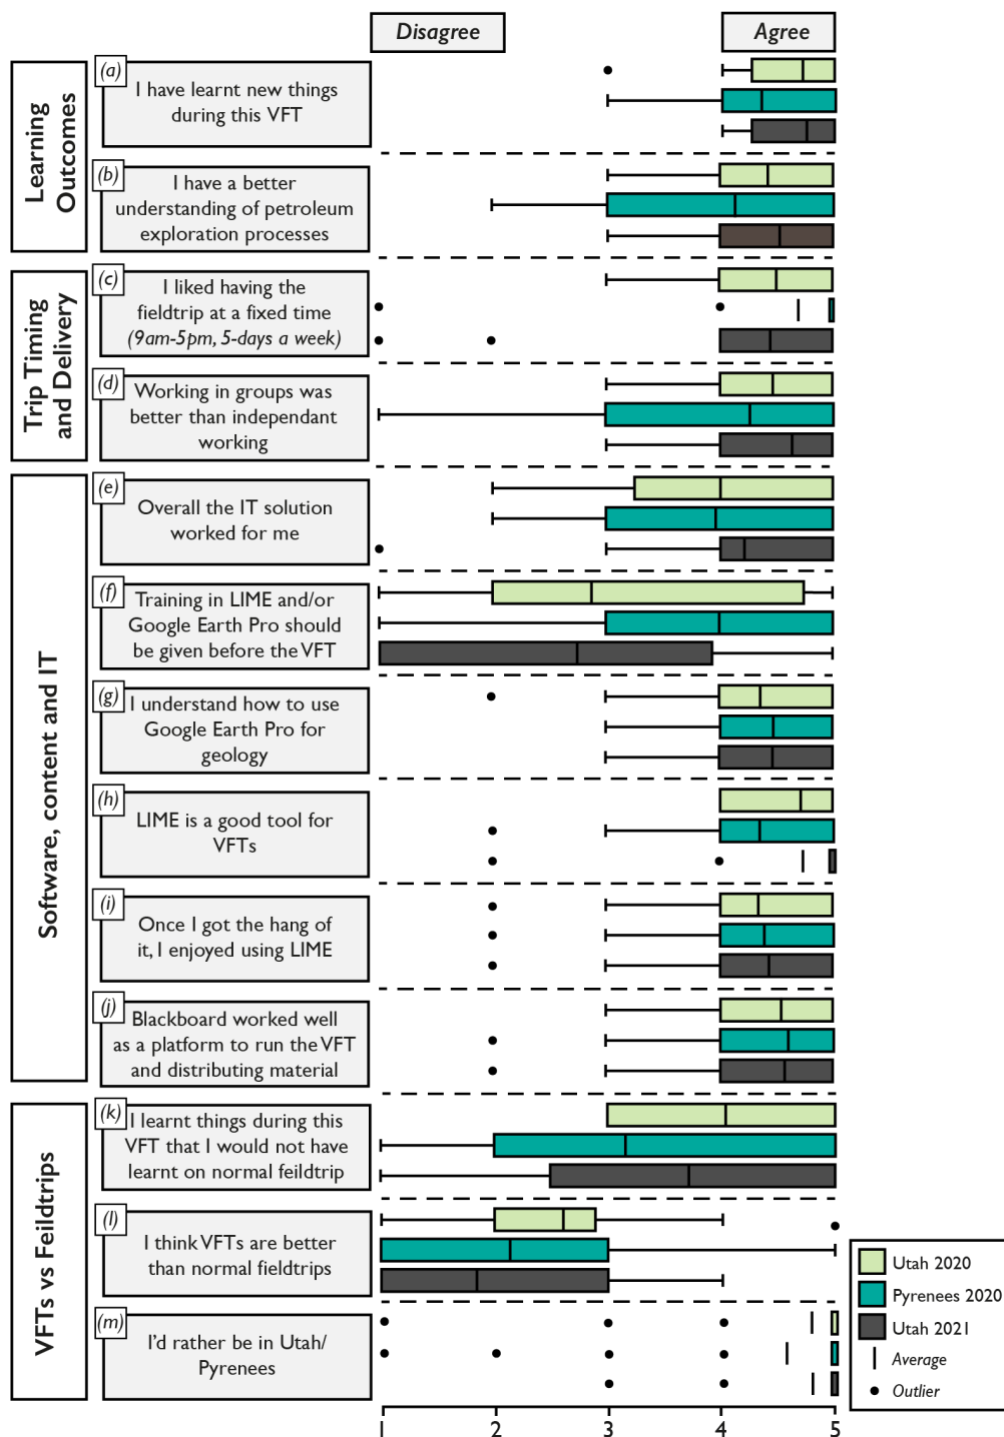 Disagree
Agree
Learning
Outcomes
(a)
I have learnt new things
during this VFT
(b)
I have a better
understanding of petroleum
exploration processes
Trip Timing
and Delivery
(c)
I liked having the
fieldtrip at a fixed time
(9am-5pm, 5-days a week)
(d)
Working in groups was
better than independant
working
Software, content and IT
(e)
Overall the IT solution
worked for me
(f)
Training in LIME and/or
Google Earth Pro should
be given before the VFT
(g)
I understand how to use
Google Earth Pro for
geology
(h)
LIME is a good tool for
VFTs
(i)
Once I got the hang of
it, I enjoyed using LIME
(j)
Blackboard worked well
as a platform to run the VFT
and distributing material
VFTs vs Feildtrips
(k)
I learnt things during this
VFT that I would not have
learnt on normal feildtrip
(l)
I think VFTs are better
than normal fieldtrips
(m)
I'd rather be in Utah/
Pyrenees
Utah 2020
Pyrenees 2020
Utah 2021
Average
Outlier
1 2 3 4 5